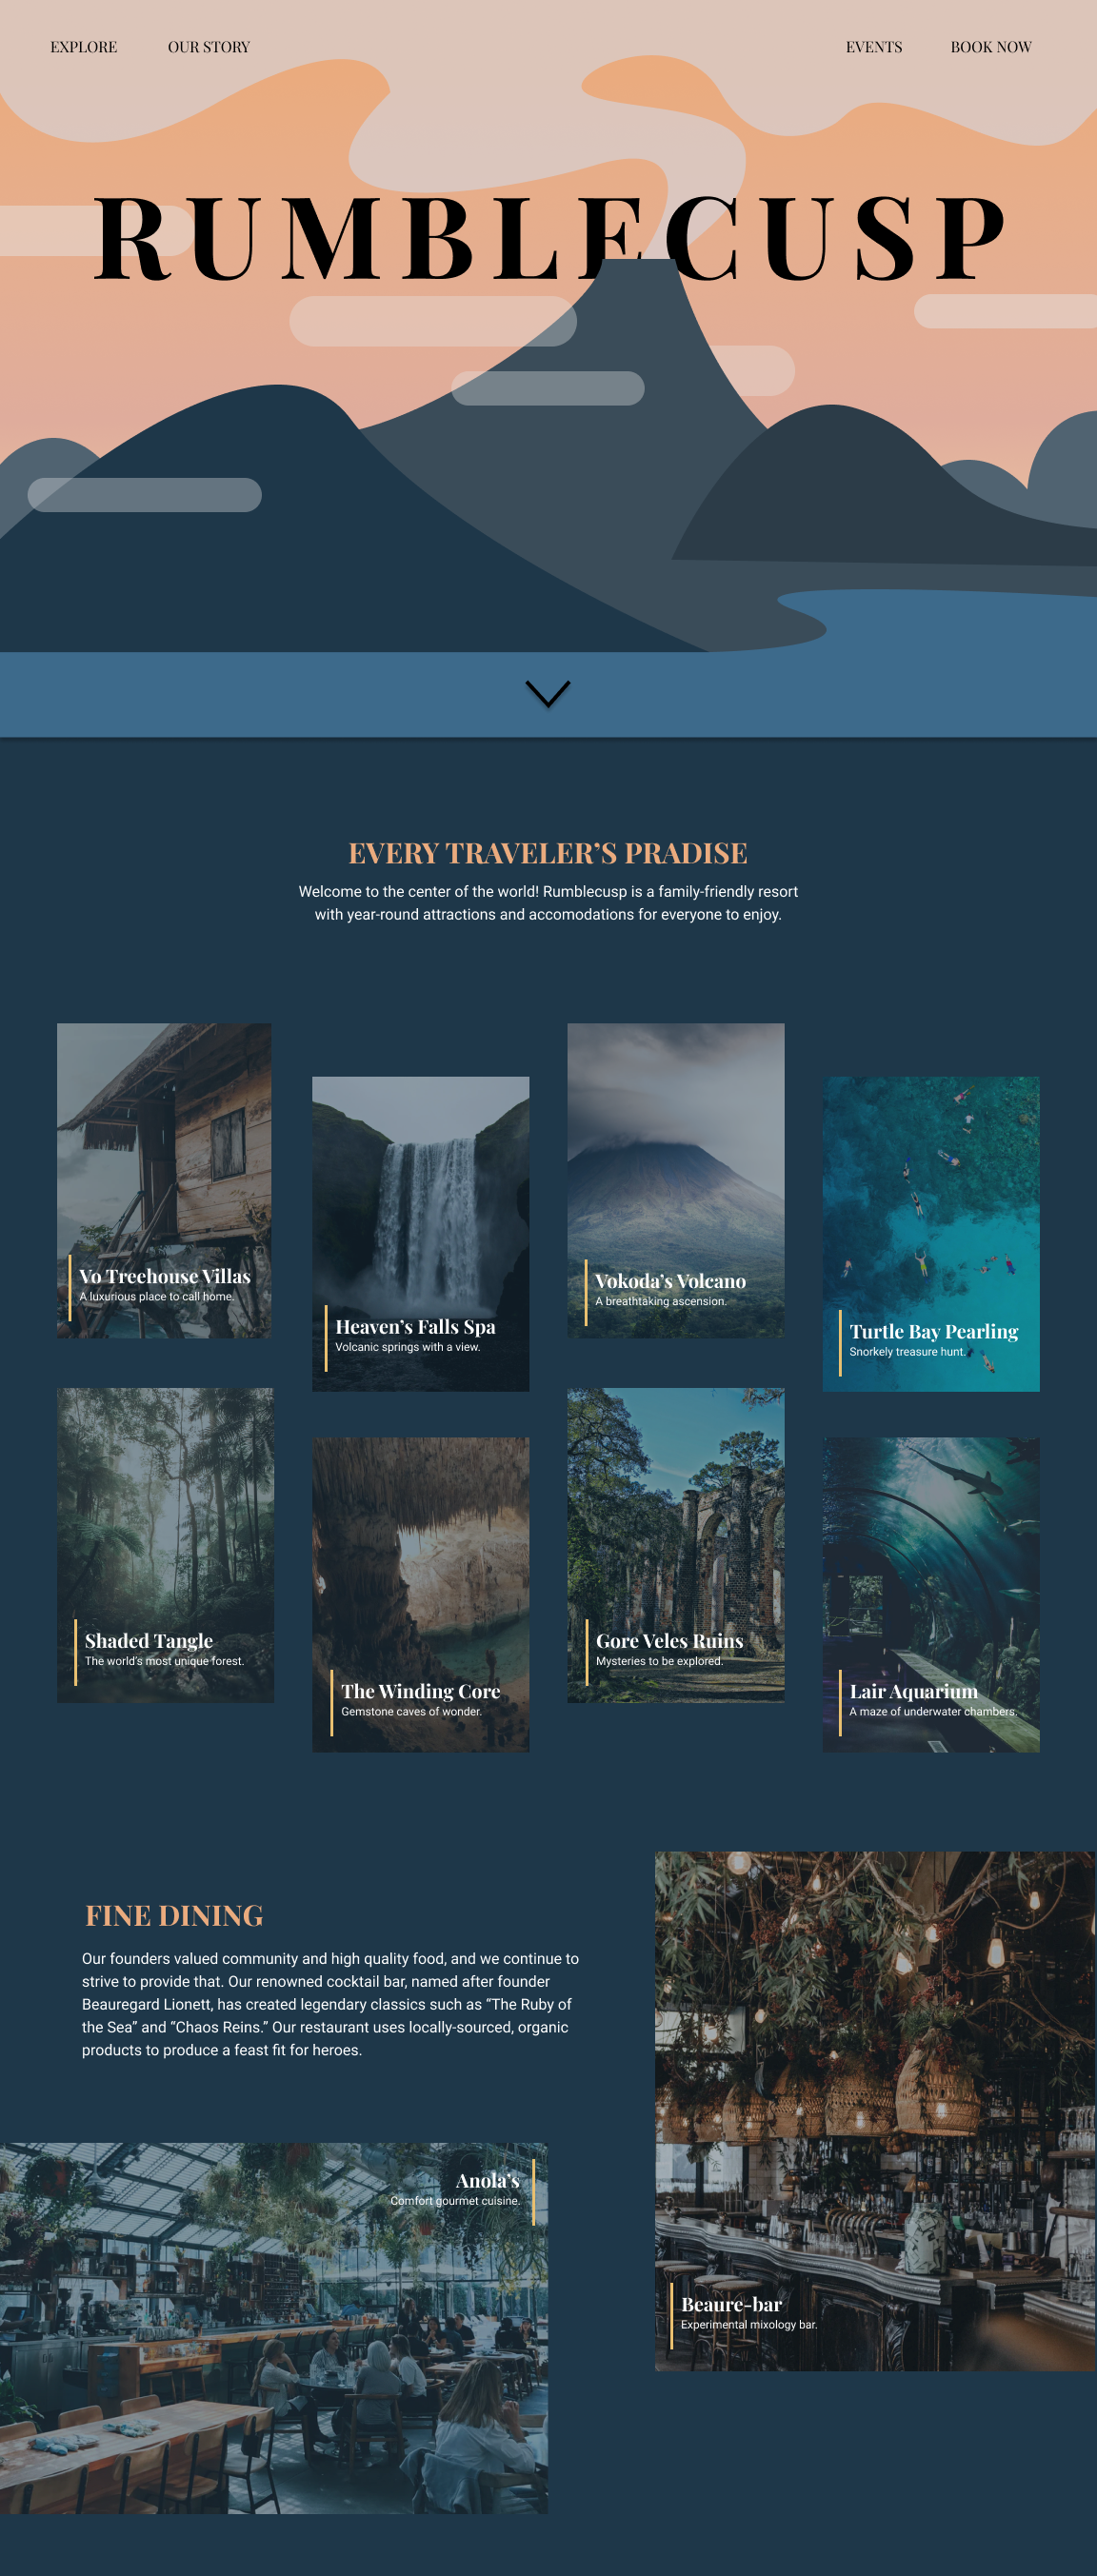 EXPLORE
OUR STORY
EVENTS
BOOK NOW
RUMBLECUSP
EVERY TRAVELER’S PRADISE
Welcome to the center of the world! Rumblecusp is a family-friendly resort
with year-round attractions and accomodations for everyone to enjoy.
Vo Treehouse Villas
A luxurious place to call home.
Heaven’s Falls Spa
Volcanic springs with a view.
Vokoda’s Volcano
A breathtaking ascension.
Turtle Bay Pearling
Snorkely treasure hunt.
Shaded Tangle
The world’s most unique forest.
The Winding Core
Gemstone caves of wonder.
Gore Veles Ruins
Mysteries to be explored.
Lair Aquarium
A maze of underwater chambers.
FINE DINING
Our founders valued community and high quality food, and we continue to
strive to provide that. Our renowned cocktail bar, named after founder
Beauregard Lionett, has created legendary classics such as “The Ruby of
the Sea” and “Chaos Reins.” Our restaurant uses locally-sourced, organic
products to produce a feast fit for heroes.
Anola’s
Comfort gourmet cuisine.
Beaure-bar
Experimental mixology bar.